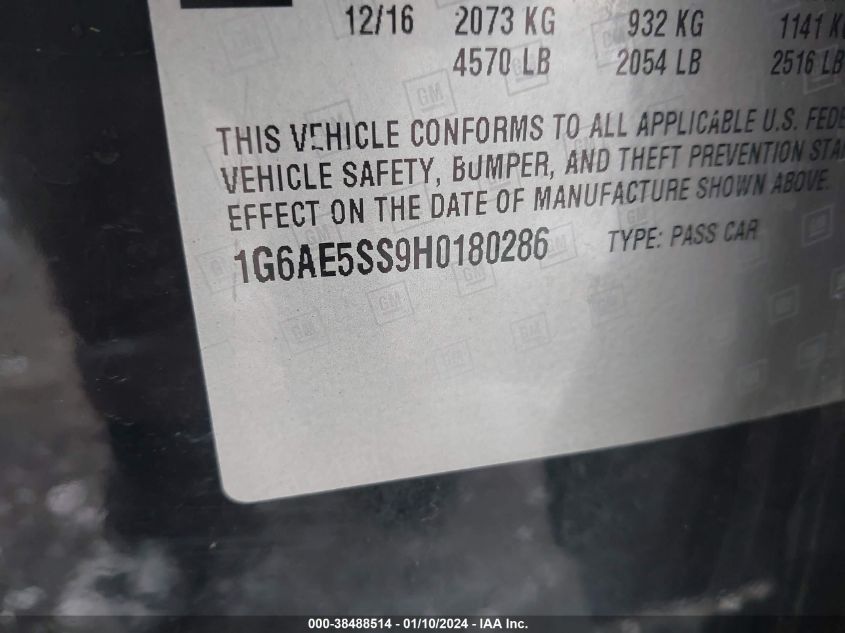 12/16 2073 KG 932 KG 1141
4570 LB 2054 LB 2516 LB
THIS VEHICLE CONFORMS TO ALL APPLICABLE U.S.
VEHICLE SAFETY, BUMPER, AND THEFT PREVENTION
EFFECT ON THE DATE OF MANUFACTURE SHOWN ABOVE.
1G6AE5SS9H0180286 TYPE: PASS CAR
000-38488514 - 01/10/2024 - IAA Inc.